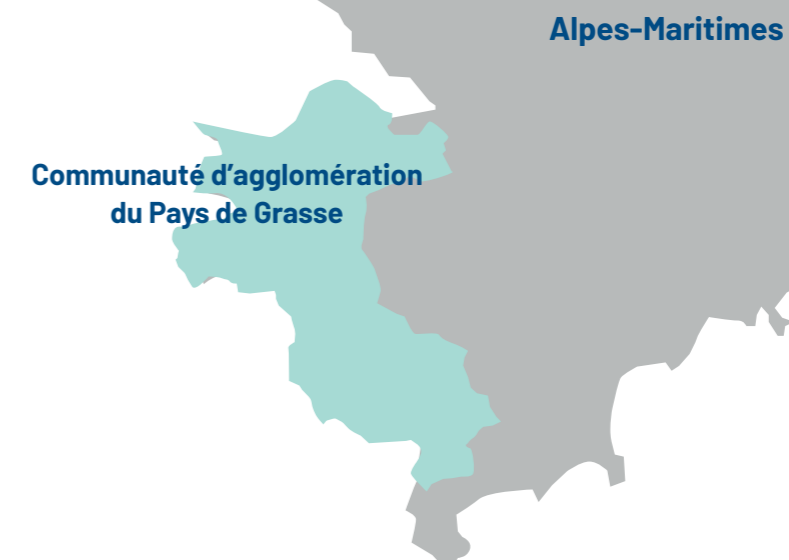 Alpes-Maritimes
Communauté d’agglomération
du Pays de Grasse